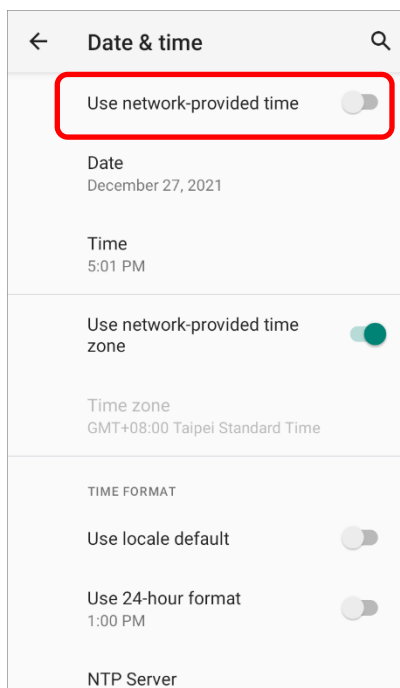 Date & time
Use network-provided time
Date
December 27, 2021
Time
5:01 PM
Use network-provided time
zone
Time zone
GMT+08:00 Taipei Standard Time
TIME FORMAT
Use locale default
Use 24-hour format
1:00 PM
NTP Server